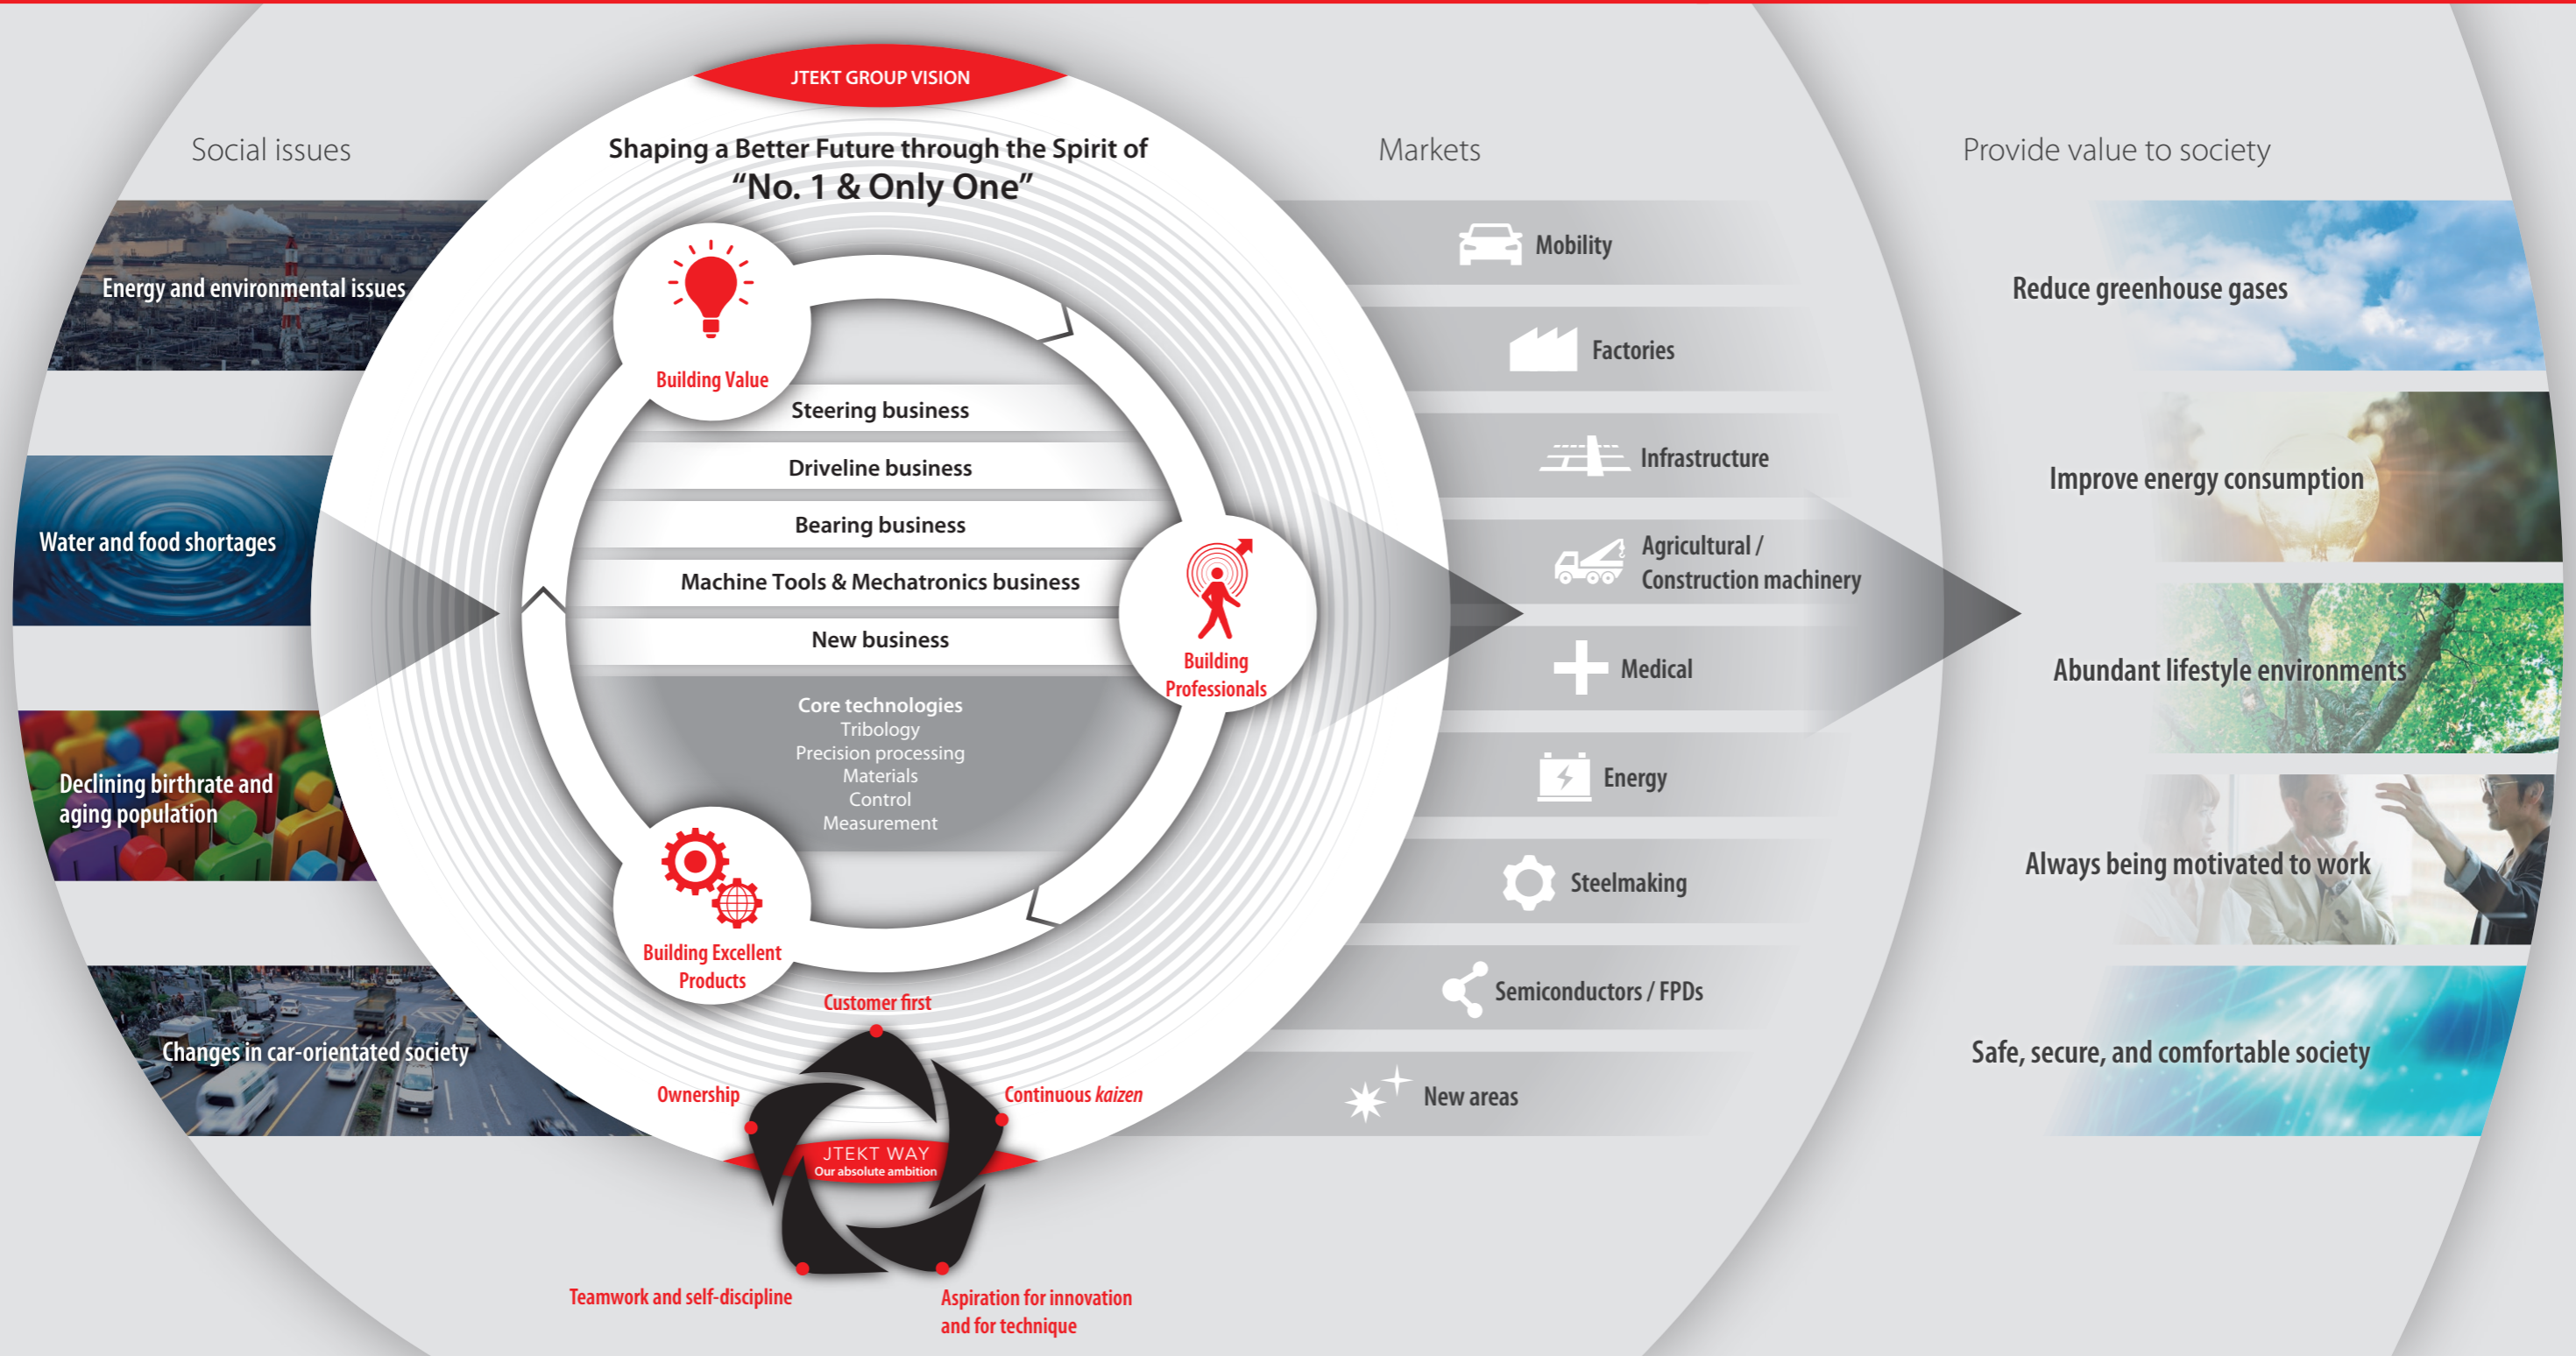 JTEKT GROUP VISION
Social issues
Energy and environmental issues
Water and food shortages
Declining birthrate and
aging population
Changes in car-orientated society
Shaping a Better Future through the Spirit of
“No. 1 & Only One”
Building Value
Steering business
Driveline business
Bearing business
Machine Tools & Mechatronics business
New business
Building
Professionals
Core technologies
Tribology
Precision processing
Materials
Control
Measurement
Building Excellent
Products
Customer first
Ownership
Continuous kaizen
JTEKT WAY
Our absolute ambition
Teamwork and self-discipline
Aspiration for innovation
and for technique
Markets
Mobility
Factories
Infrastructure
Agricultural /
Construction machinery
Medical
Energy
Steelmaking
Semiconductors / FPDs
New areas
Provide value to society
Reduce greenhouse gases
Improve energy consumption
Abundant lifestyle environments
Always being motivated to work
Safe, secure, and comfortable society